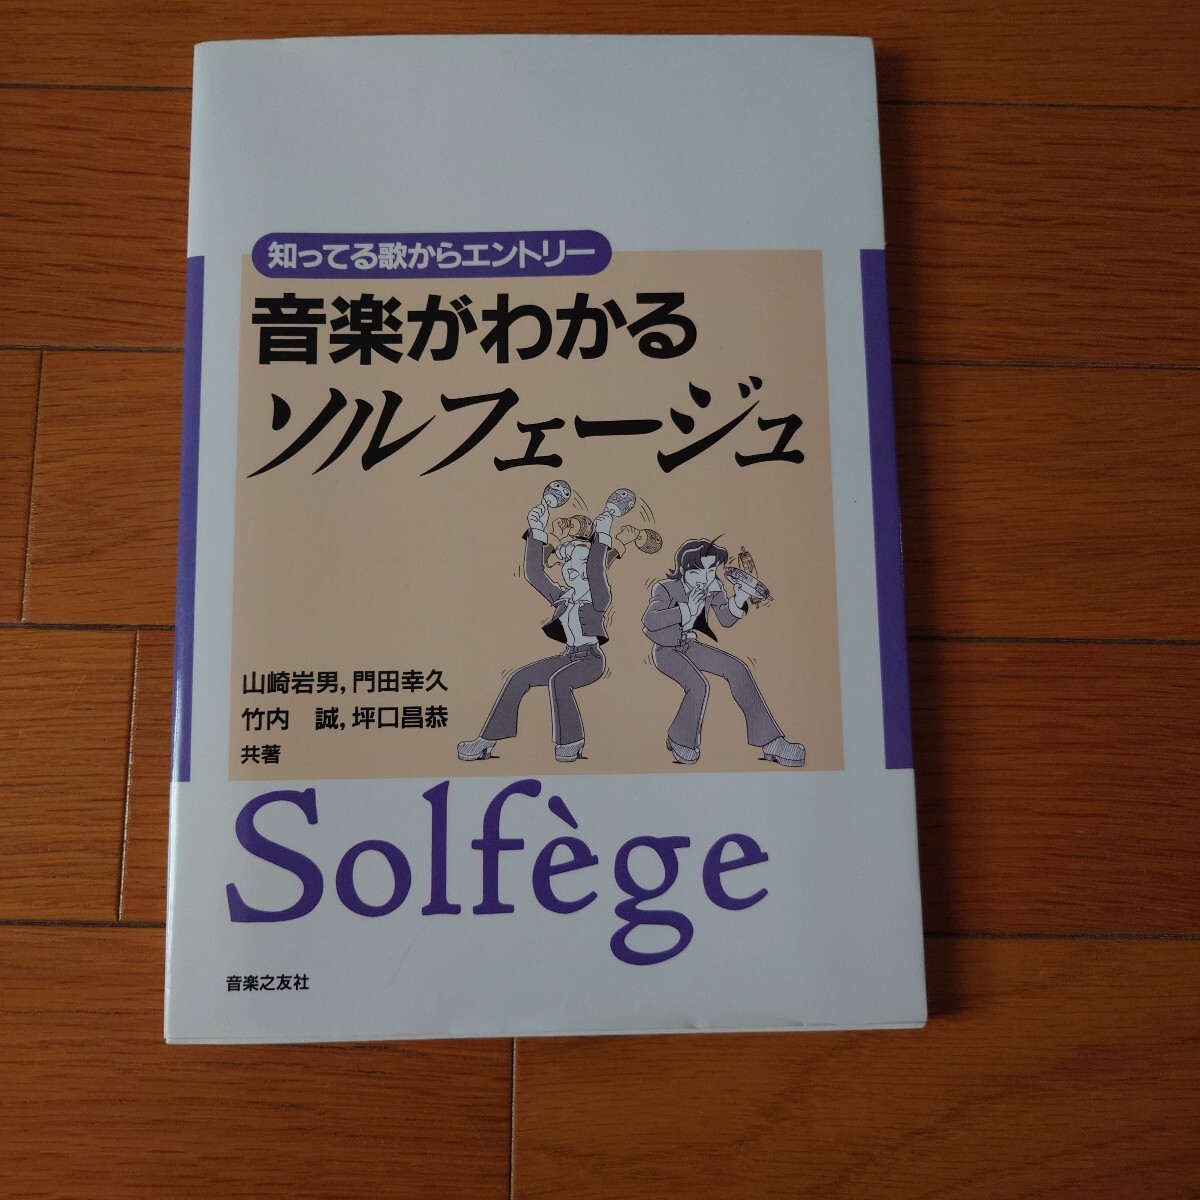 知ってる歌からエントリー
音楽がわかる
ソルフェージュ
山崎岩男, 門田幸久
竹内　誠, 坪口昌恭
共著
Solfège
音楽之友社